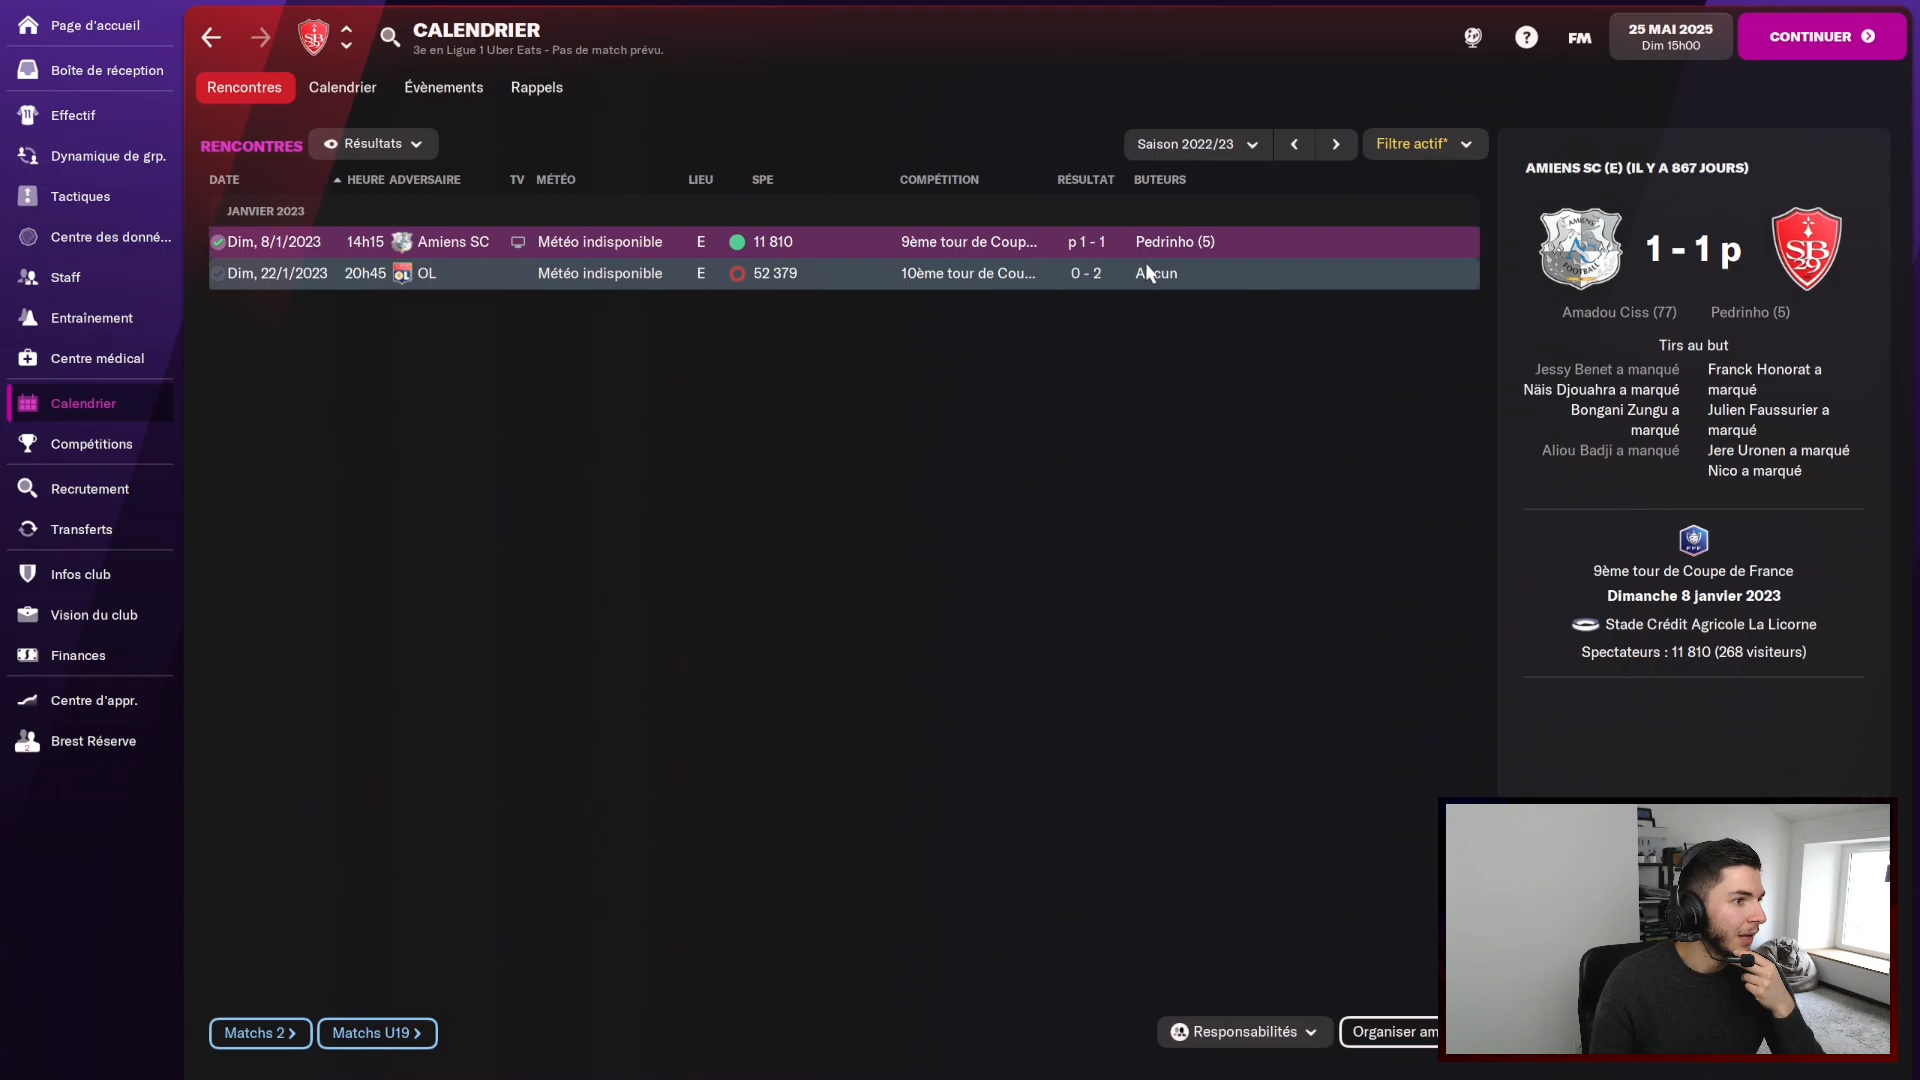 Page d'accueil
Boîte de réception
Effectif
Dynamique de grp.
Tactiques
Centre des donné...
Staff
Entraînement
Centre médical
Calendrier
Compétitions
Recrutement
Transferts
Infos club
Vision du club
Finances
Centre d'appr.
Brest Réserve
CALENDRIER
3e en Ligue 1 Uber Eats - Pas de match prévu.
FM
25 MAI 2025
Dim 15h00
CONTINUER
Rencontres Calendrier Évènements Rappels
RENCONTRES Résultats Saison 2022/23 Filtre actif*
DATE HEURE ADVERSAIRE TV MÉTÉO LIEU SPE COMPÉTITION RÉSULTAT BUTEURS
JANVIER 2023
Dim, 8/1/2023 14h15 Amiens SC Météo indisponible E 11 810 9ème tour de Coup... p 1 - 1 Pedrinho (5)
Dim, 22/1/2023 20h45 OL Météo indisponible E 52 379 10ème tour de Cou... 0 - 2
AMIENS SC (E) (IL Y A 867 JOURS)
1 - 1 p
Amadou Ciss (77) Pedrinho (5)
Tirs au but
Jessy Benet a manqué
Näis Djouahra a marqué
Bongani Zungu a
marqué
Aliou Badji a manqué
Franck Honorat a
marqué
Julien Faussurier a
marqué
Jere Uronen a marqué
Nico a marqué
FFF
9ème tour de Coupe de France
Dimanche 8 janvier 2023
Stade Crédit Agricole La Licorne
Spectateurs : 11 810 (268 visiteurs)
Matchs 2 Matchs U19
Responsabilités Organiser am